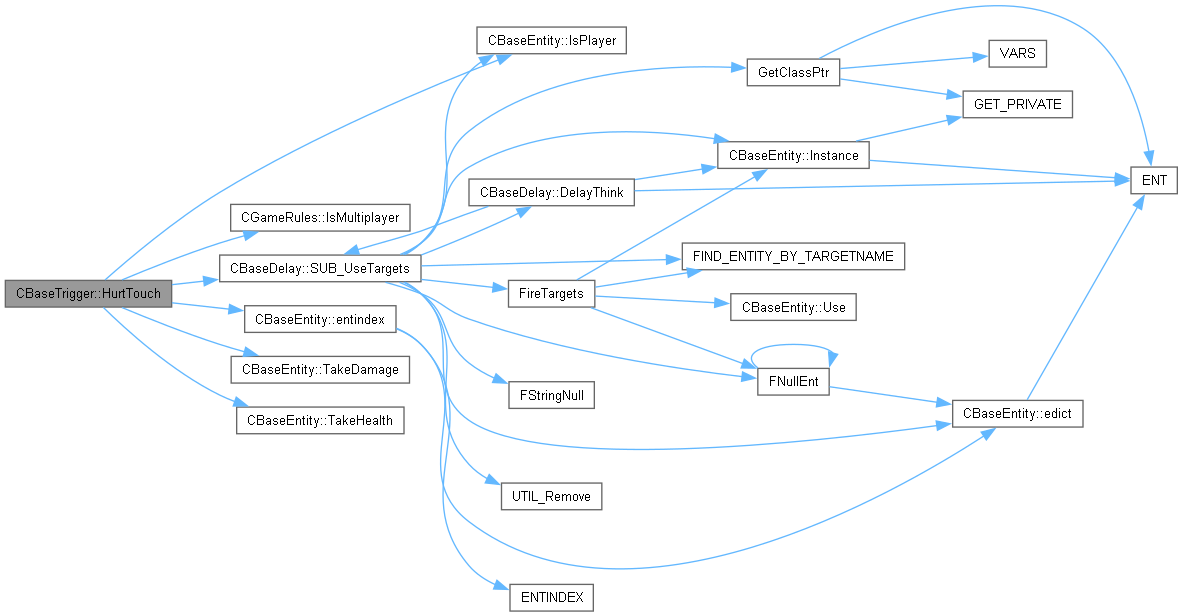 CBaseEntity::IsPlayer
VARS
GetClassPtr
GET_PRIVATE
CBaseEntity::Instance
ENT
CBaseDelay::DelayThink
CGameRules::IsMultiplayer
FIND_ENTITY_BY_TARGETNAME
CBaseDelay::SUB_UseTargets
CBaseTrigger::HurtTouch
FireTargets
CBaseEntity::Use
CBaseEntity::entindex
CBaseEntity::TakeDamage
FNullEnt
FStringNull
CBaseEntity::edict
CBaseEntity::TakeHealth
UTIL_Remove
ENTINDEX